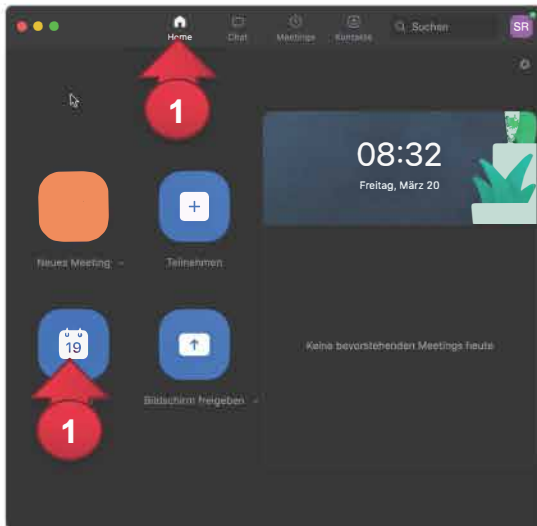 Home
Chat
Meetings
Kontakte
Suchen
SR
1
08:32
Freitag, März 20
Neues Meeting
Teilnehmen
19
Keine bevorstehenden Meetings heute
Bildschirm freigeben
1